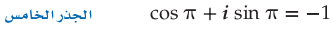 cos π + i sin π = −1 الجذر الخامس